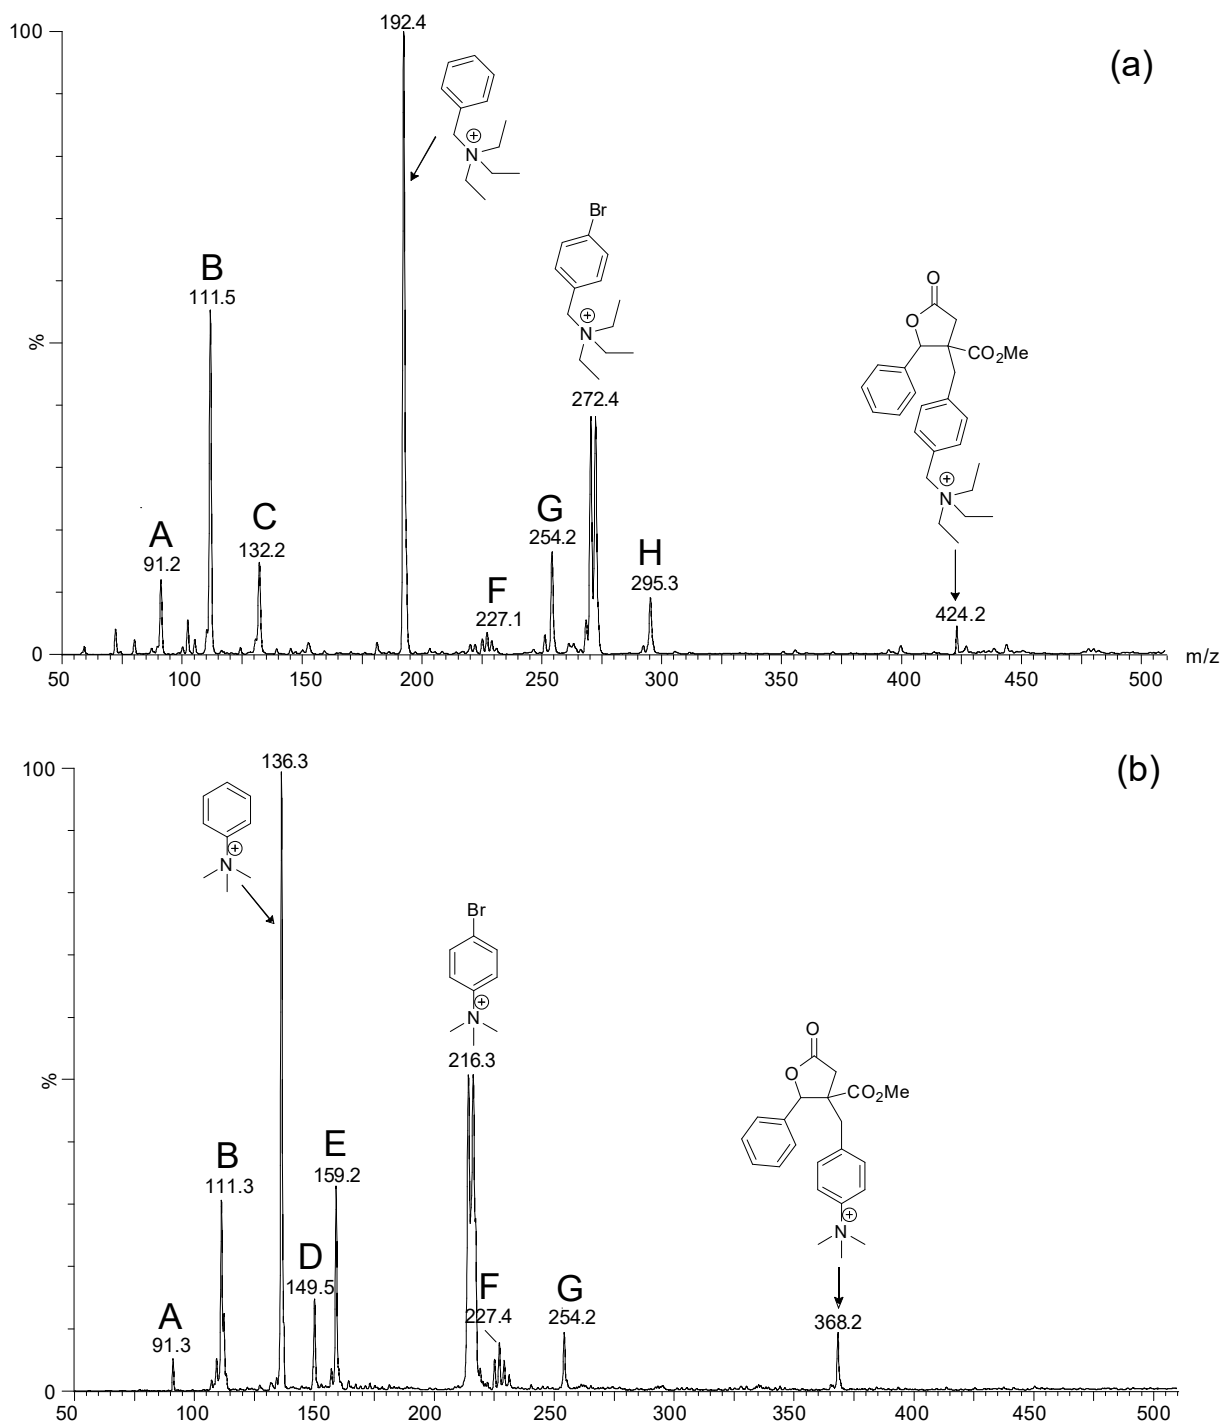 100
192.4
(a)
N
+
Br
B
111.5
N
+
O
O
CO₂Me
%
272.4
N
+
A
91.2
C
132.2
G
254.2
F
227.1
H
295.3
424.2
0
50
100
150
200
250
300
350
400
450
500
m/z
100
136.3
(b)
N
+
Br
N
+
216.3
O
O
CO₂Me
N
+
%
B
111.3
E
159.2
D
149.5
A
91.3
F
227.4
G
254.2
368.2
0
50
100
150
200
250
300
350
400
450
500